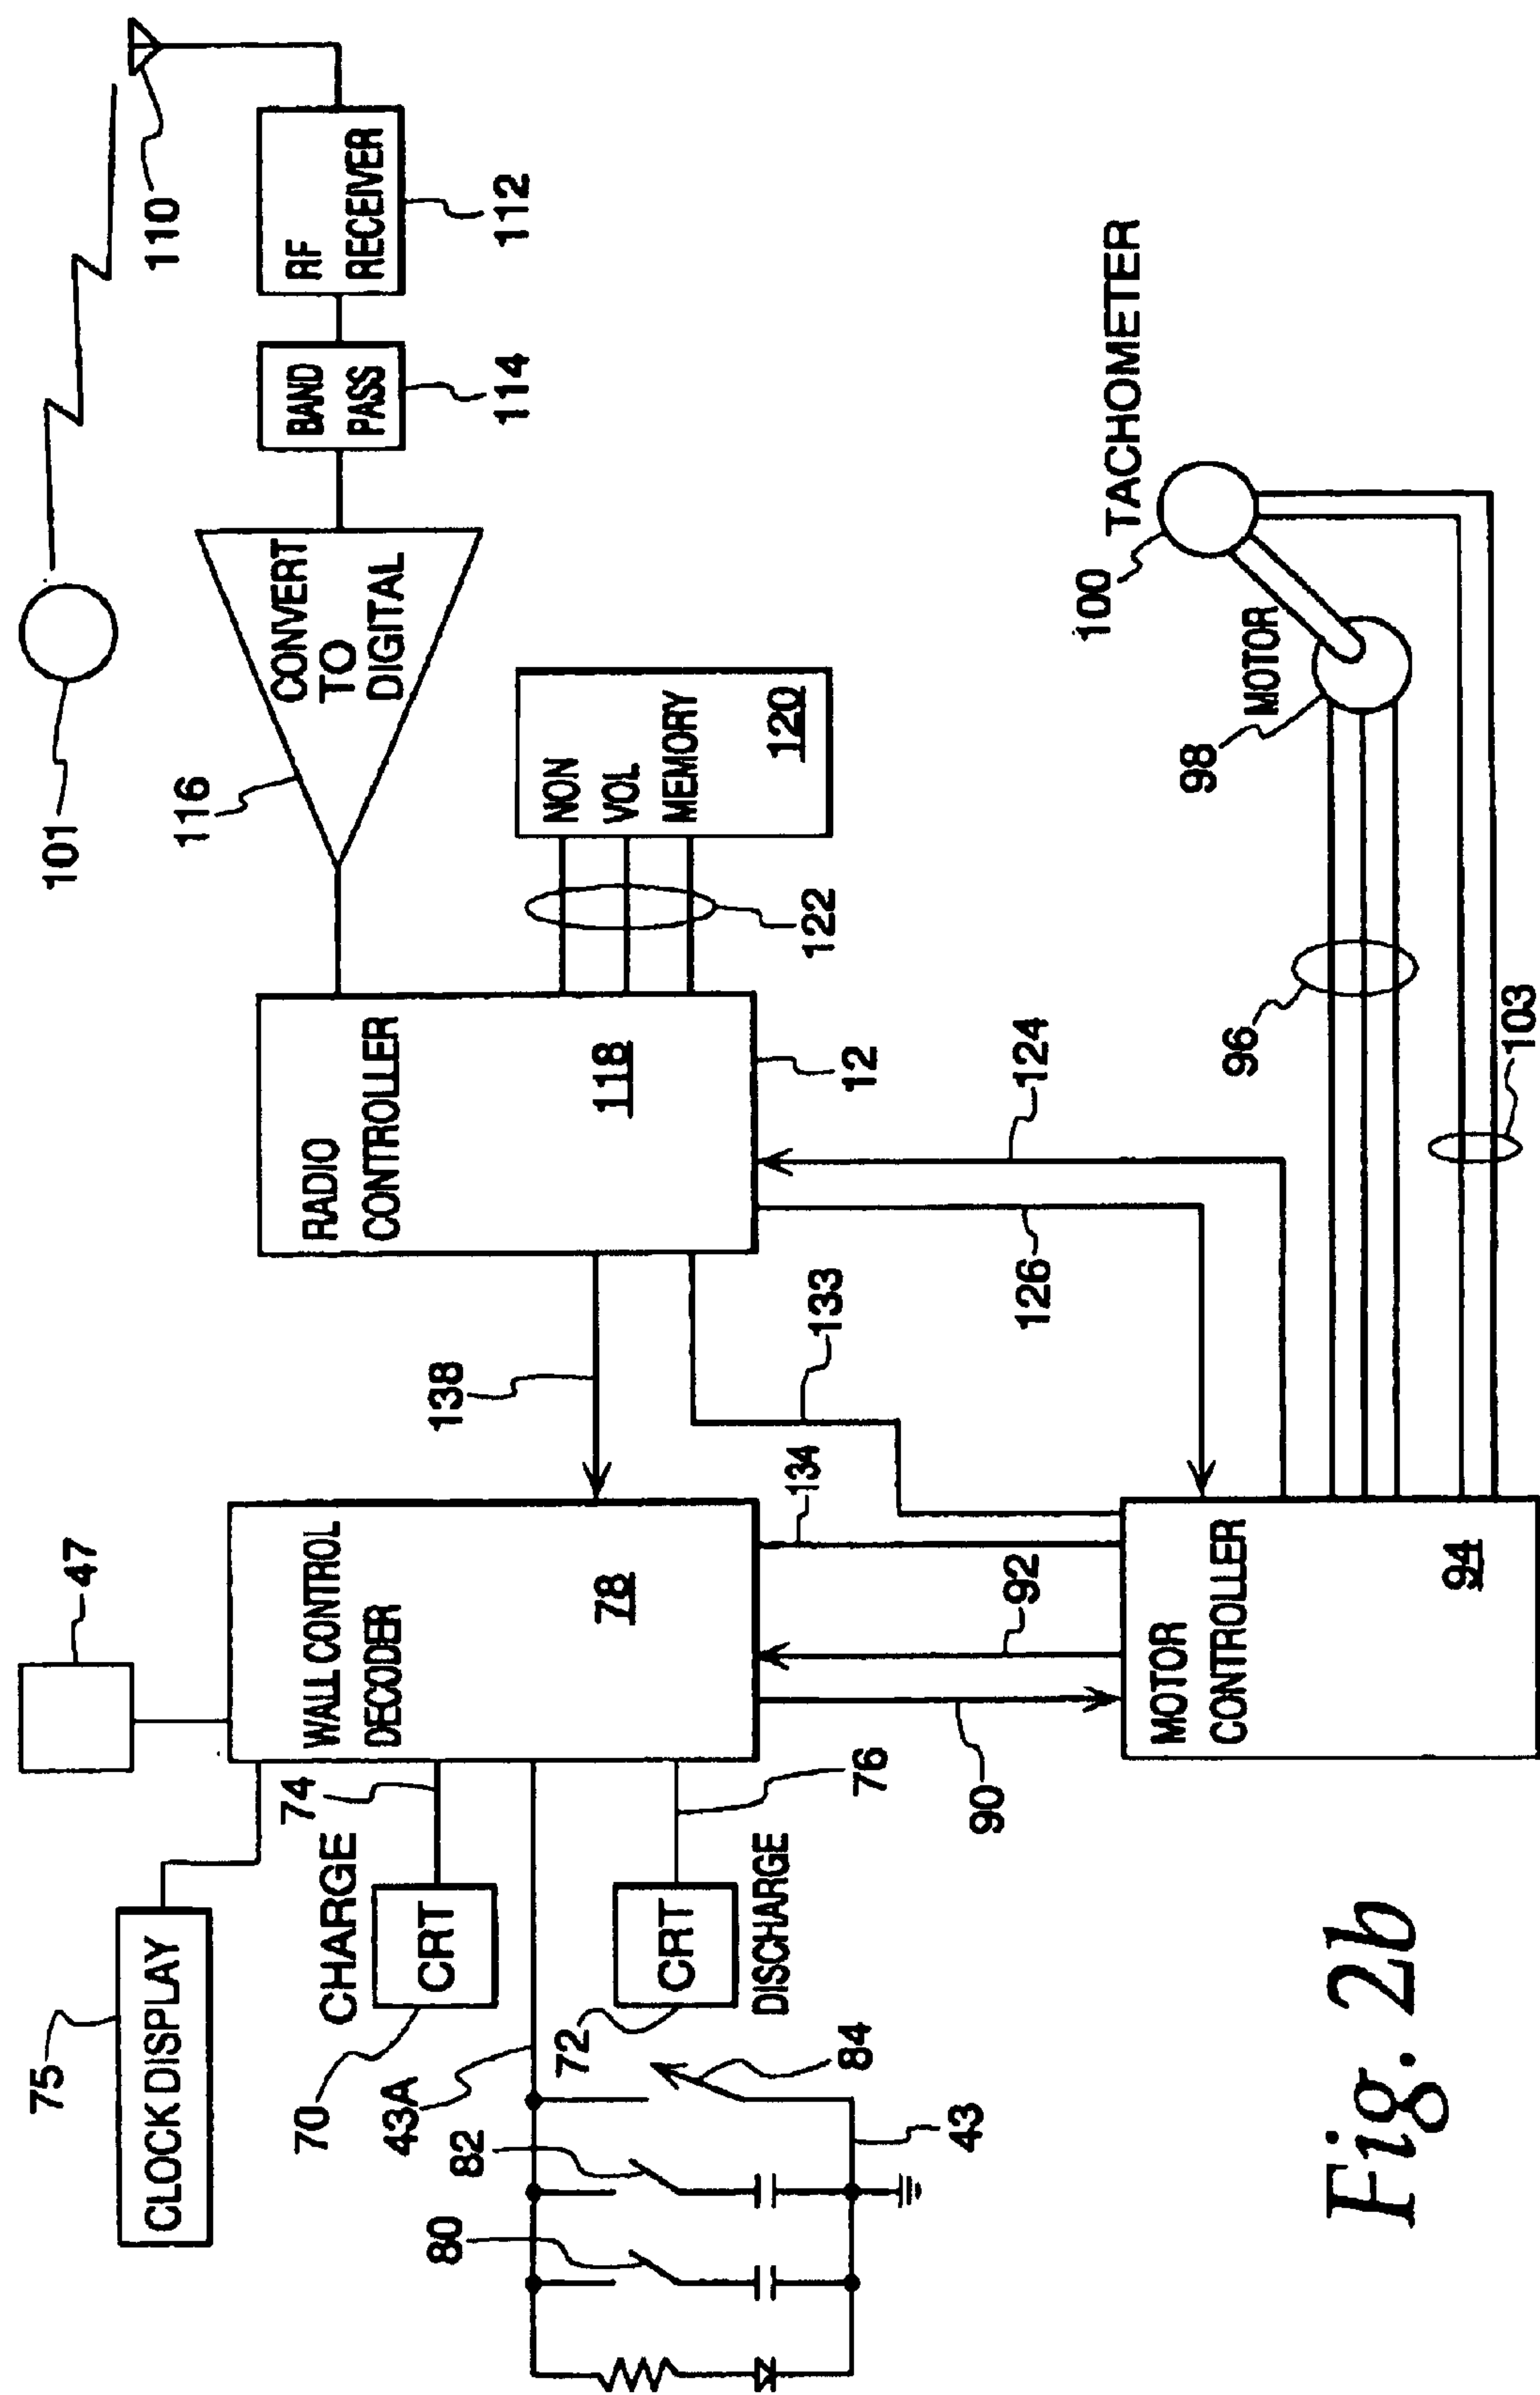 75
CLOCK DISPLAY
47
101
110
CHARGE
74
70
CRT
WALL CONTROL
DECODER
78
138
RADIO
CONTROLLER
118
12
116
CONVERT
TO
DIGITAL
BAND
PASS
114
RF
RECEIVER
112
NON
VOL
MEMORY
120
122
43A
72
CRT
DISCHARGE
76
80
82
84
43
90
92
134
133
126
124
MOTOR
CONTROLLER
94
96
103
98
MOTOR
100
TACHOMETER
Fig. 2b